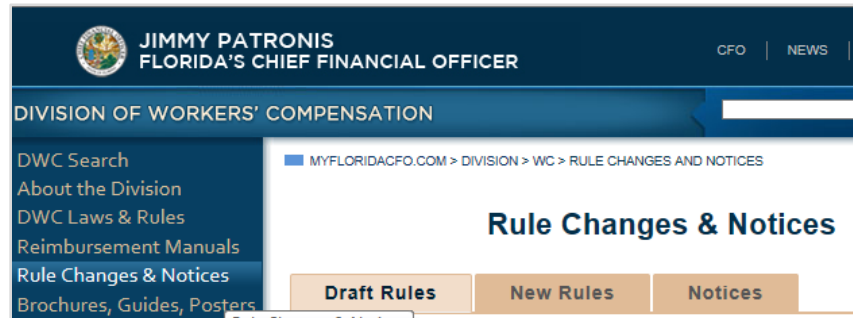 JIMMY PATRONIS
FLORIDA'S CHIEF FINANCIAL OFFICER
CFO | NEWS |
DIVISION OF WORKERS' COMPENSATION
DWC Search
About the Division
DWC Laws & Rules
Reimbursement Manuals
Rule Changes & Notices
Brochures, Guides, Posters
MYFLORIDACFO.COM > DIVISION > WC > RULE CHANGES AND NOTICES
Rule Changes & Notices
Draft Rules
New Rules
Notices